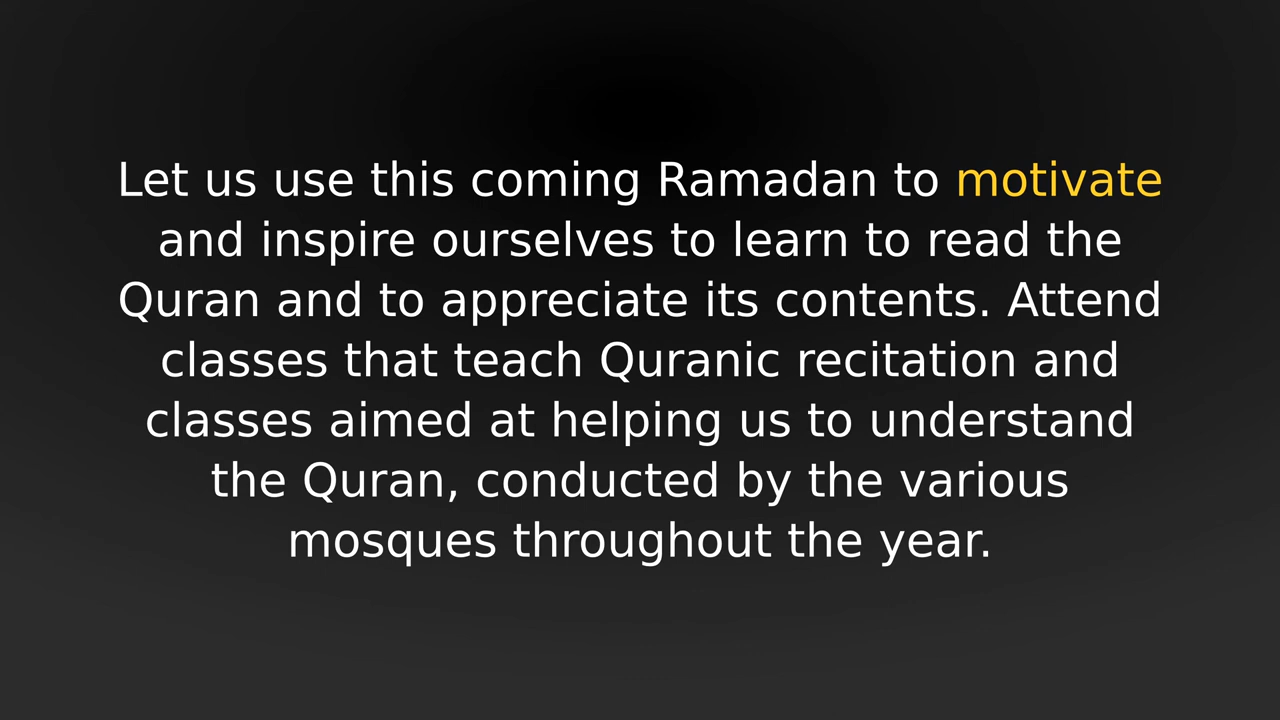 Let us use this coming Ramadan to motivate
and inspire ourselves to learn to read the
Quran and to appreciate its contents. Attend
classes that teach Quranic recitation and
classes aimed at helping us to understand
the Quran, conducted by the various
mosques throughout the year.